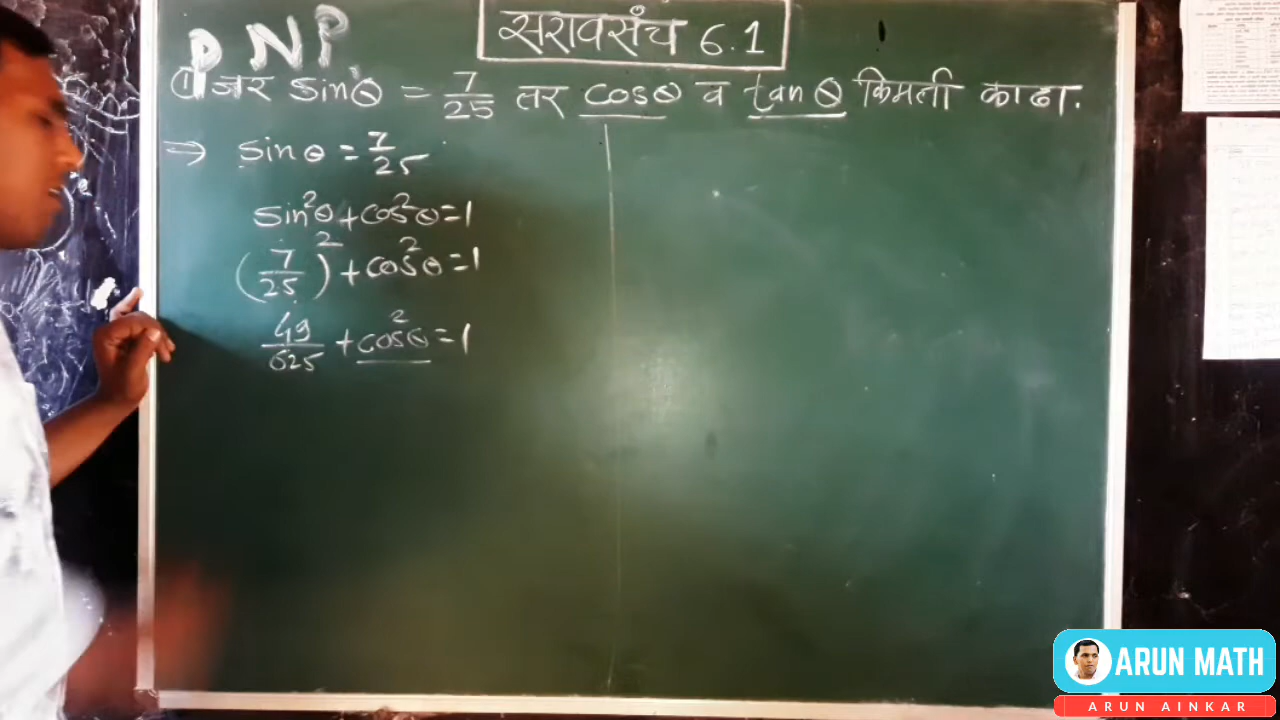 DNP
सरावसंच 6.1
① जर sinθ = 7/25 तर cosθ व tanθ किमती काढा.
⇒ sinθ = 7/25
sin²θ + cos²θ = 1
(7/25)² + cos²θ = 1
49/625 + cos²θ = 1
ARUN MATH
ARUN AINKAR